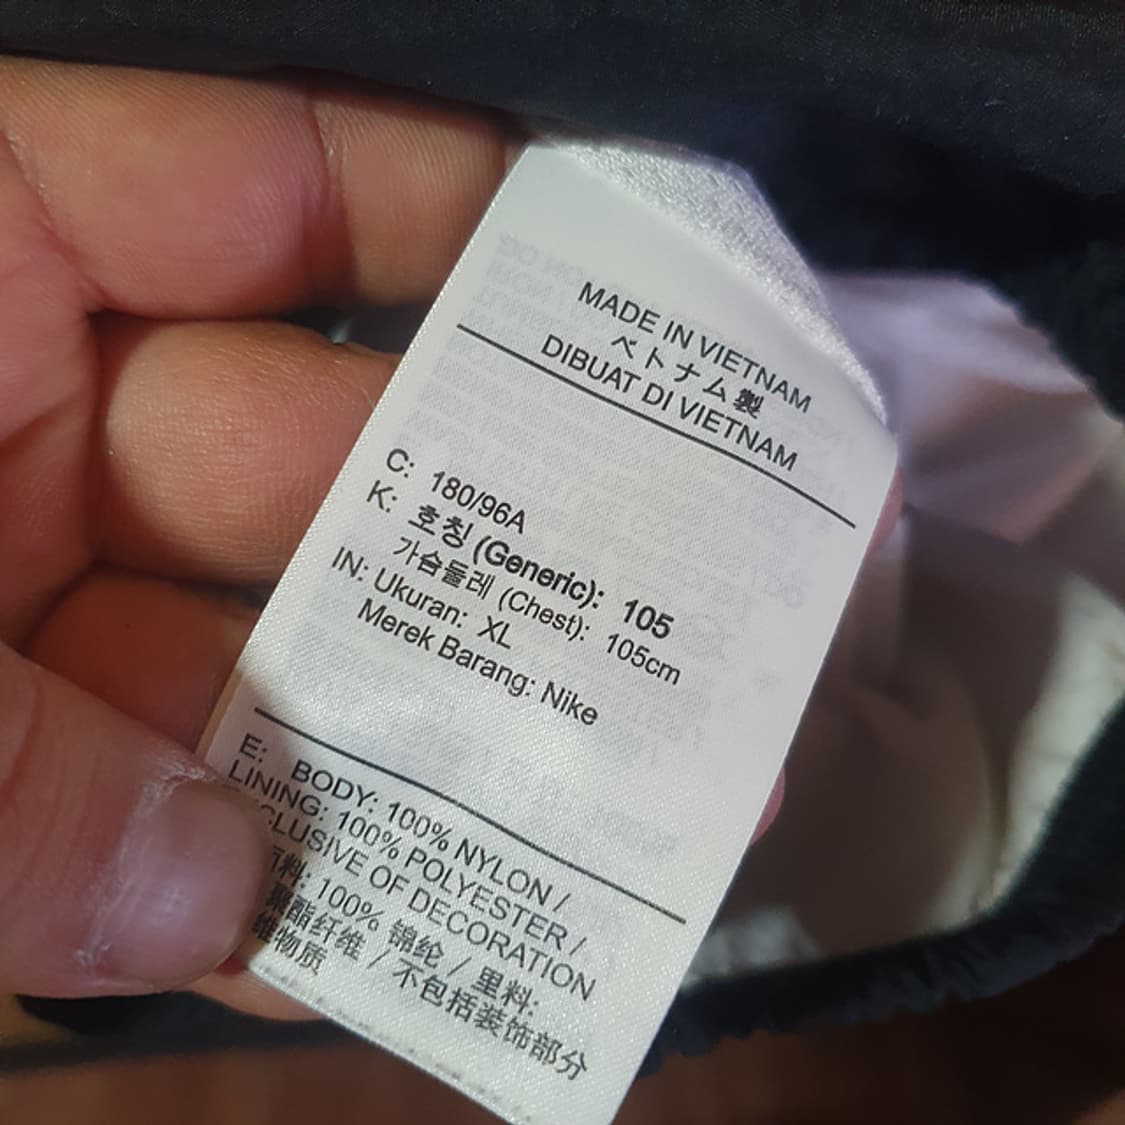 MADE IN VIETNAM
ベトナム製
DIBUAT DI VIETNAM
C: 180/96A
K: 호칭 (Generic): 105
가슴둘레 (Chest): 105cm
IN: Ukuran: XL
Merek Barang: Nike
E: BODY: 100% NYLON /
LINING: 100% POLYESTER /
EXCLUSIVE OF DECORATION
料: 100% 锦纶 / 里料:
聚酯纤维 / 不包括装饰部分
维物质